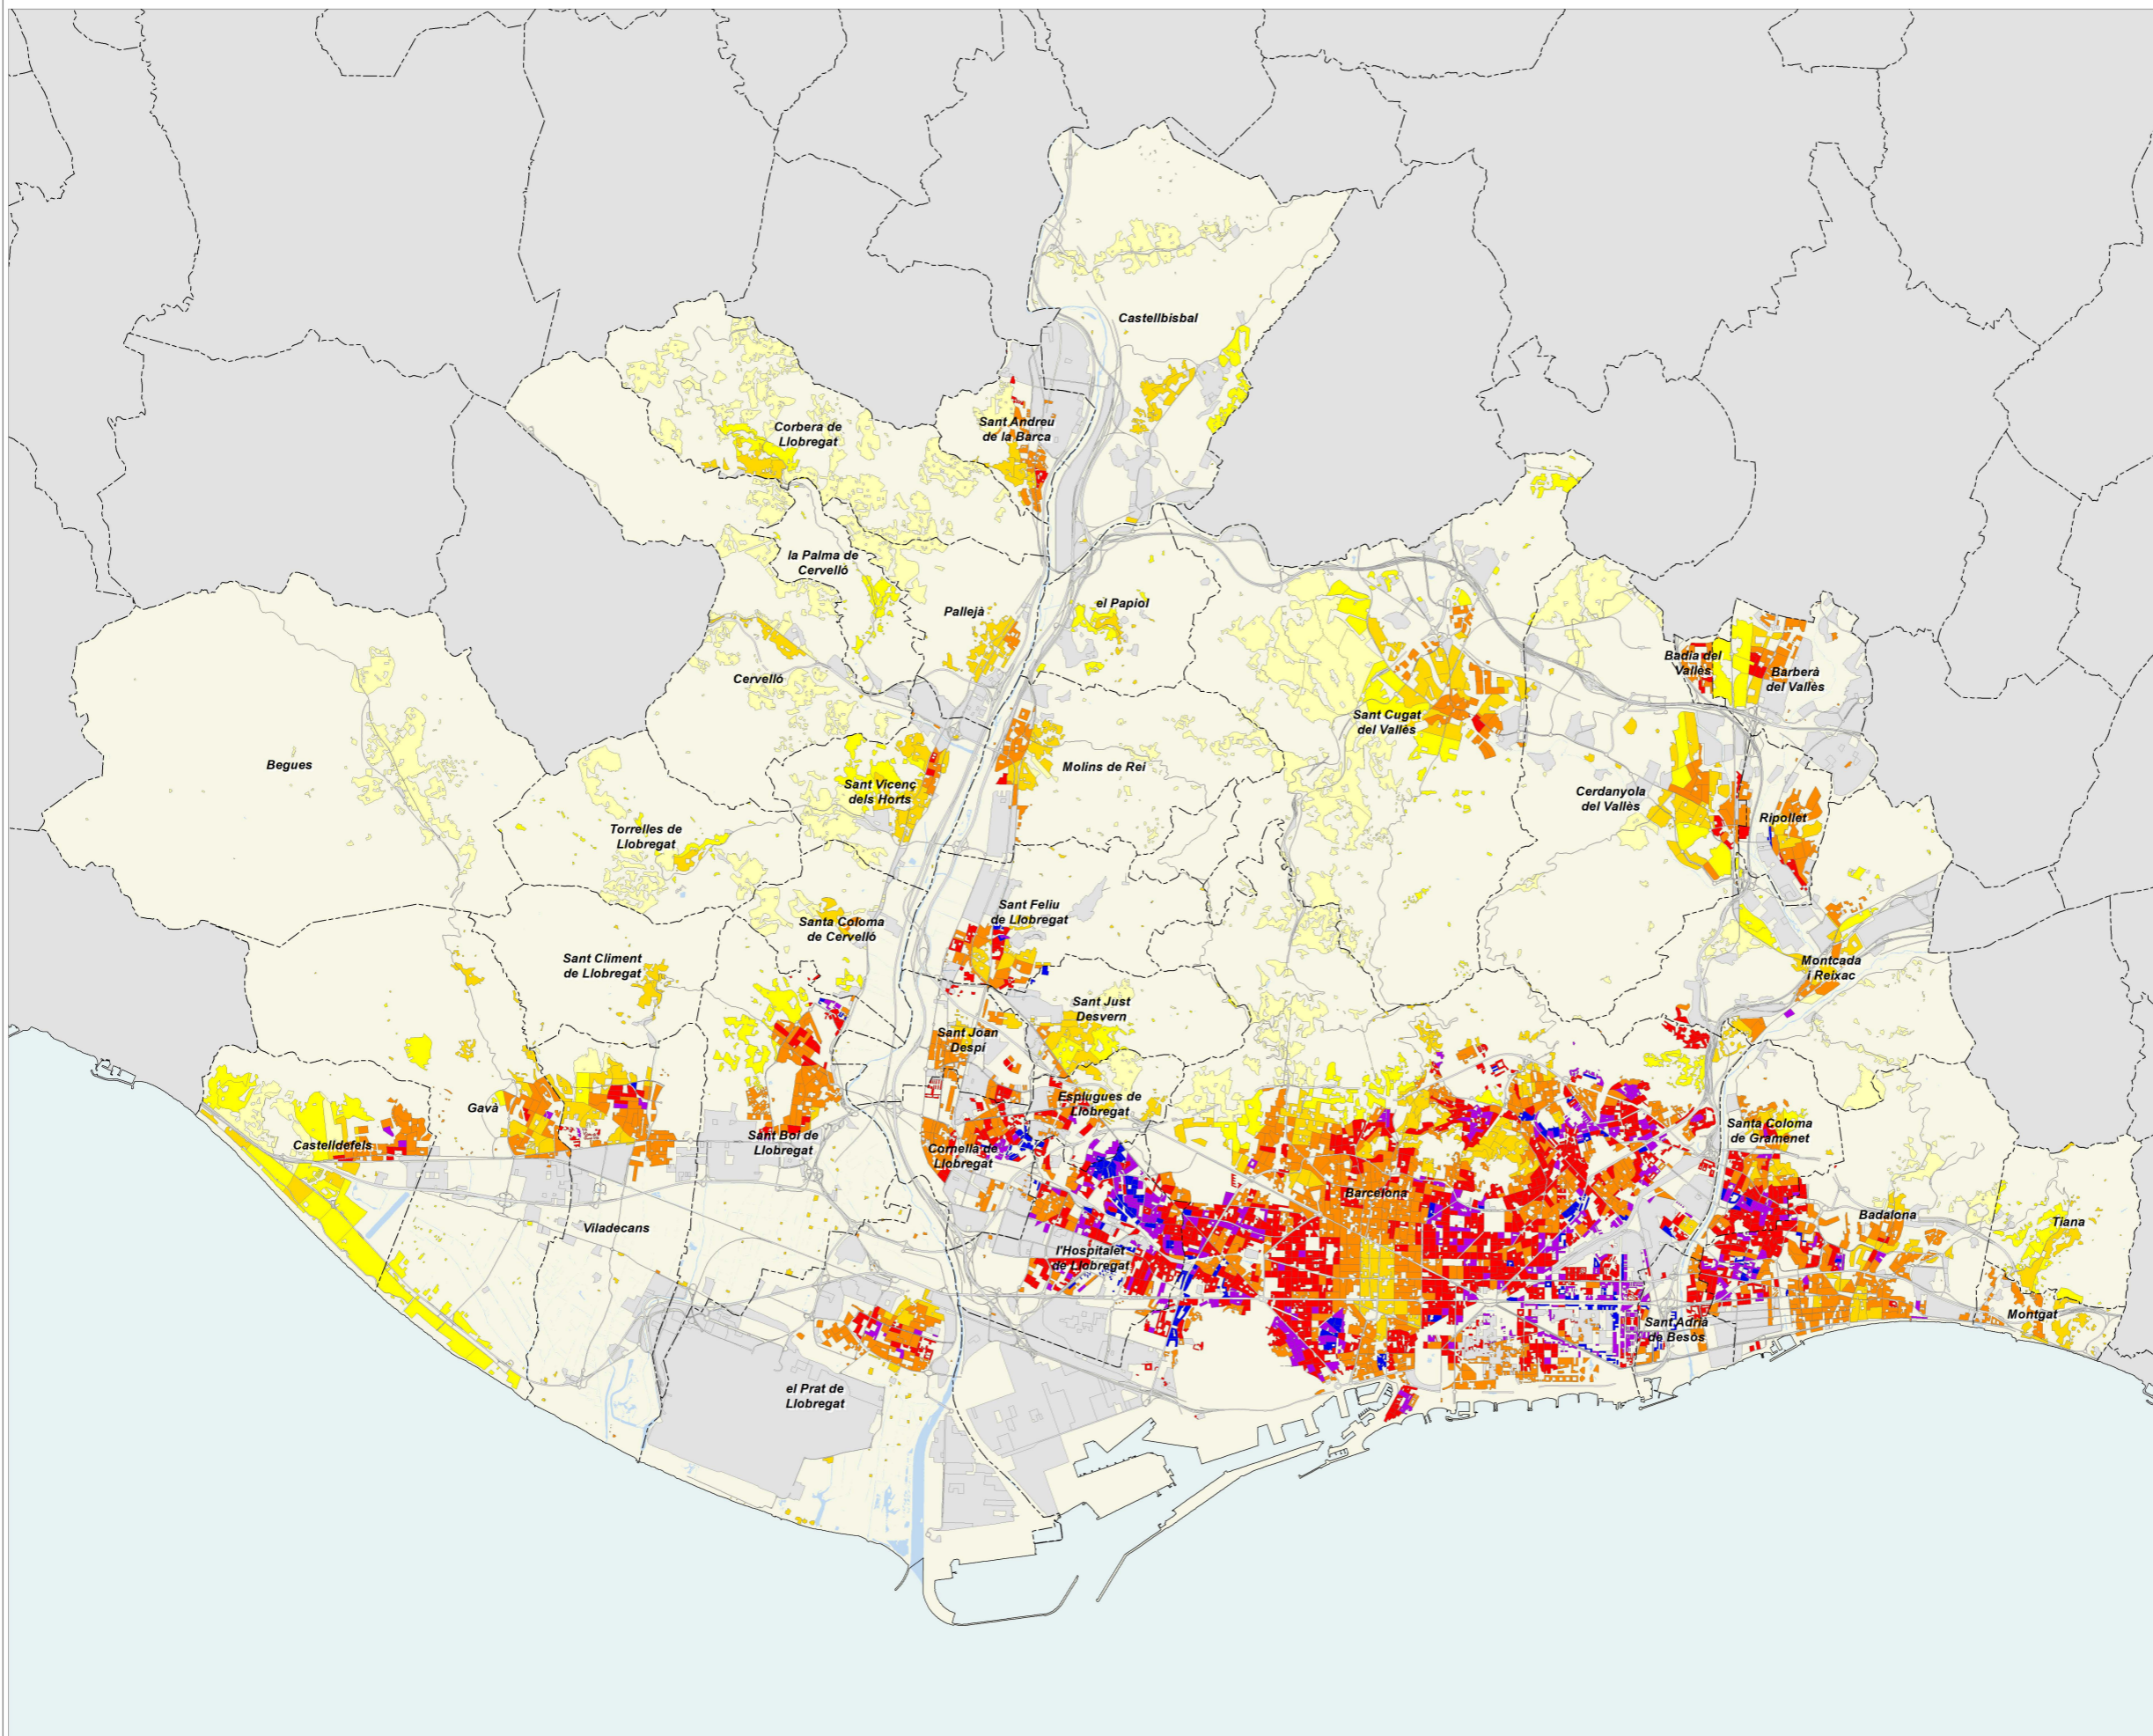 Castellbisbal
Corbera de
Llobregat
Sant Andreu
de la Barca
la Palma de
Cervelló
Pallejà
el Papiol
Cervelló
Badia del
Vallès
Barberà
del Vallès
Sant Cugat
del Vallès
Begues
Sant Vicenç
dels Horts
Molins de Rei
Cerdanyola
del Vallès
Ripollet
Torrelles de
Llobregat
Santa Coloma
de Cervelló
Sant Feliu
de Llobregat
Sant Climent
de Llobregat
Montcada
i Reixac
Sant Just
Desvern
Sant Joan
Despí
Esplugues de
Llobregat
Gavà
Castelldefels
Sant Boi de
Llobregat
Cornellà de
Llobregat
Santa Coloma
de Gramenet
Barcelona
Viladecans
Badalona
Tiana
l'Hospitalet
de Llobregat
Sant Adrià
de Besòs
Montgat
el Prat de
Llobregat